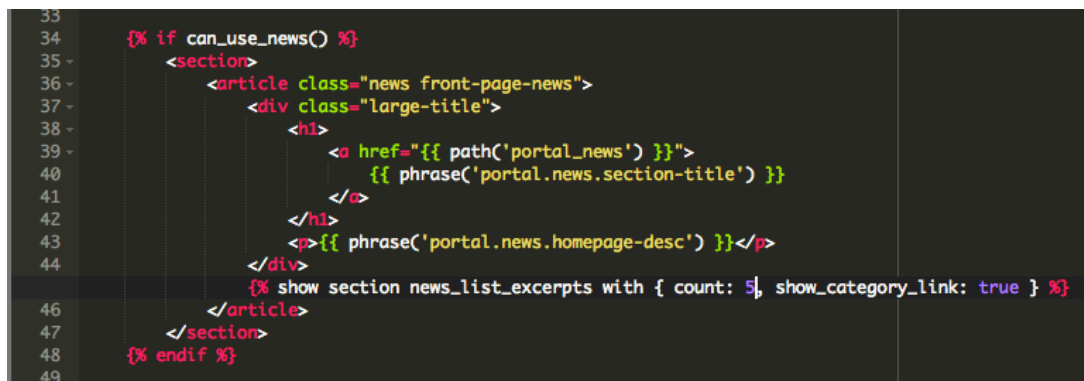 33
34 {% if can_use_news() %}
35 <section>
36 <article class="news front-page-news">
37 <div class="large-title">
38 <h1>
39 <a href="{{ path('portal_news') }}">
40 {{ phrase('portal.news.section-title') }}
41 </a>
42 </h1>
43 <p>{{ phrase('portal.news.homepage-desc') }}</p>
44 </div>
{% show section news_list_excerpts with { count: 5, show_category_link: true } %}
46 </article>
47 </section>
48 {% endif %}
49